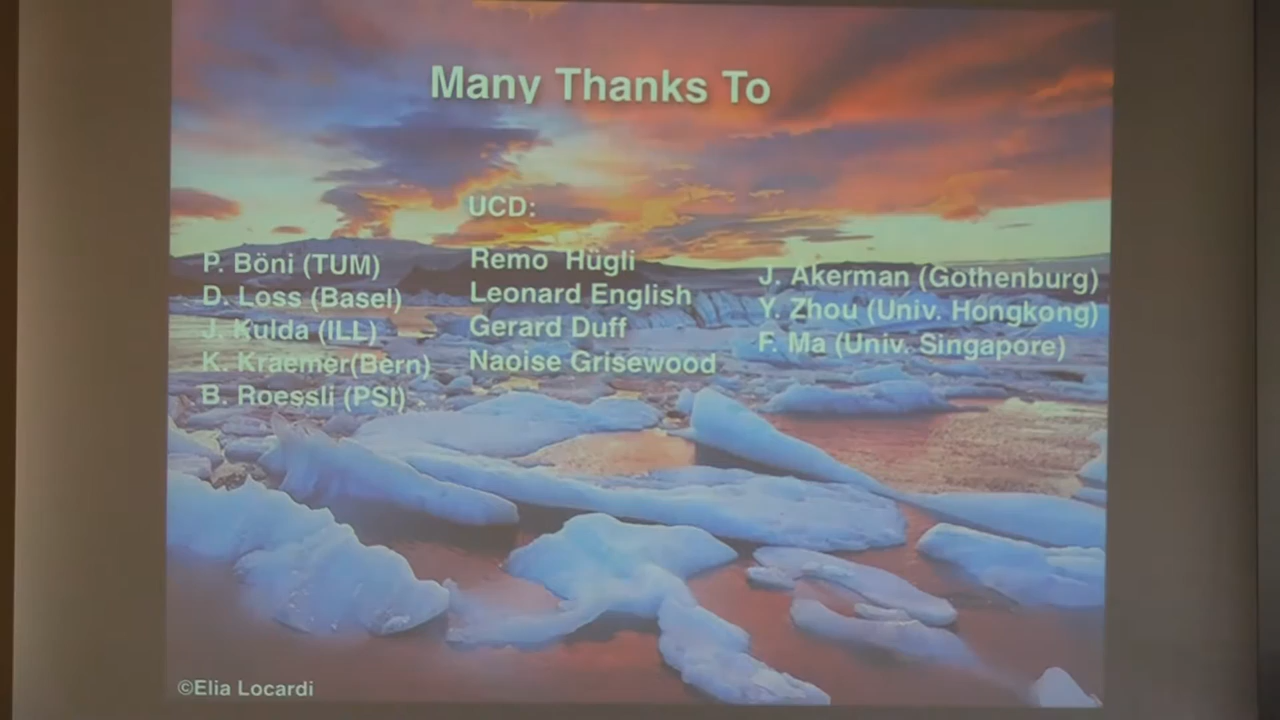 Many Thanks To
UCD:
P. Böni (TUM)
D. Loss (Basel)
J. Kulda (ILL)
K. Kraemer(Bern)
B. Roessli (PSI)
Remo Hügli
Leonard English
Gerard Duff
Naoise Grisewood
J. Akerman (Gothenburg)
Y. Zhou (Univ. Hongkong)
F. Ma (Univ. Singapore)
©Elia Locardi